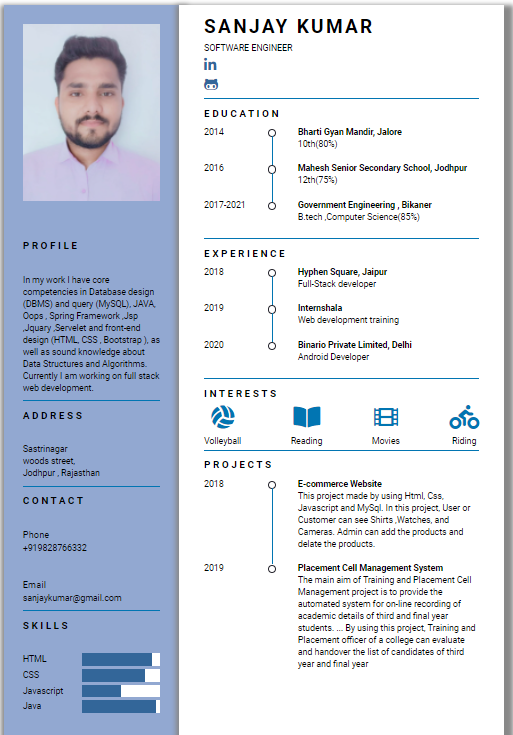 SANJAY KUMAR
SOFTWARE ENGINEER
in
EDUCATION
2014
Bharti Gyan Mandir, Jalore
10th(80%)
2016
Mahesh Senior Secondary School, Jodhpur
12th(75%)
2017-2021
Government Engineering , Bikaner
B.tech ,Computer Science(85%)
EXPERIENCE
2018
Hyphen Square, Jaipur
Full-Stack developer
2019
Internshala
Web development training
2020
Binario Private Limited, Delhi
Android Developer
INTERESTS
Volleyball
Reading
Movies
Riding
PROJECTS
2018
E-commerce Website
This project made by using Html, Css,
Javascript and MySql. In this project, User or
Customer can see Shirts ,Watches, and
Cameras. Admin can add the products and
delate the products.
2019
Placement Cell Management System
The main aim of Training and Placement Cell
Management project is to provide the
automated system for on-line recording of
academic details of third and final year
students. ... By using this project, Training and
Placement officer of a college can evaluate
and handover the list of candidates of third
year and final year
PROFILE
In my work I have core
competencies in Database design
(DBMS) and query (MySQL), JAVA,
Oops , Spring Framework ,Jsp
,Jquary ,Servelet and front-end
design (HTML, CSS , Bootstrap ), as
well as sound knowledge about
Data Structures and Algorithms.
Currently I am working on full stack
web development.
ADDRESS
Sastrinagar
woods street,
Jodhpur , Rajasthan
CONTACT
Phone
+919828766332
Email
sanjaykumar@gmail.com
SKILLS
HTML
CSS
Javascript
Java